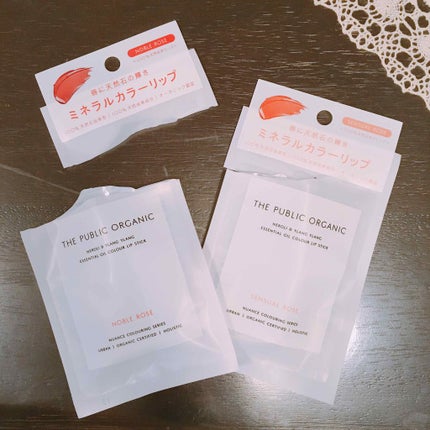 NOBLE ROSE
唇に天然石の輝き
ミネラルカラーリップ
THE PUBLIC ORGANIC
NEROLI & YLANG YLANG
ESSENTIAL OIL COLOUR LIP STICK
NOBLE ROSE
NUANCE COLOURING SERIES
URBAN | ORGANIC CERTIFIED | HOLISTIC
SENSUAL ROSE
唇に天然石の輝き
ミネラルカラーリップ
THE PUBLIC ORGANIC
NEROLI & YLANG YLANG
ESSENTIAL OIL COLOUR LIP STICK
SENSUAL ROSE
NUANCE COLOURING SERIES
URBAN | ORGANIC CERTIFIED | HOLISTIC